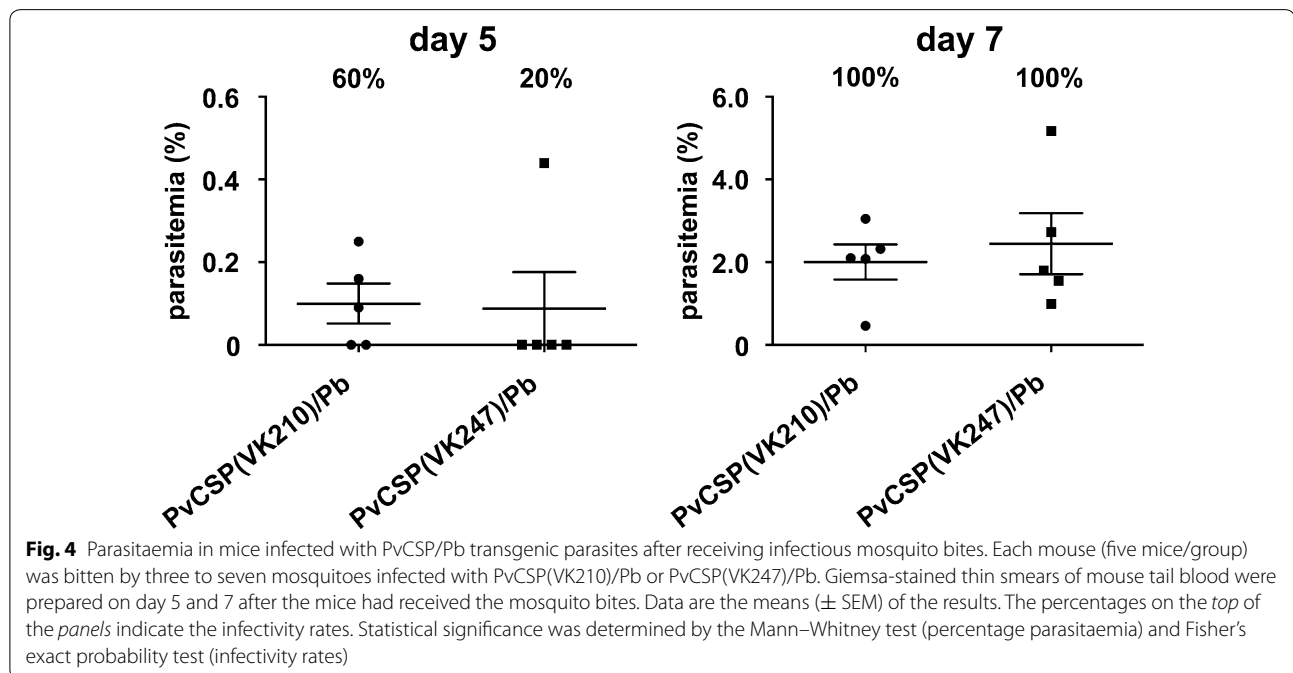 day 5
day 7
60%
20%
100%
100%
parasitemia (%)
0.6
0.4
0.2
0
parasitemia (%)
6.0
4.0
2.0
0
PvCSP(VK210)/Pb
PvCSP(VK247)/Pb
PvCSP(VK210)/Pb
PvCSP(VK247)/Pb
Fig. 4 Parasitaemia in mice infected with PvCSP/Pb transgenic parasites after receiving infectious mosquito bites. Each mouse (five mice/group)
was bitten by three to seven mosquitoes infected with PvCSP(VK210)/Pb or PvCSP(VK247)/Pb. Giemsa-stained thin smears of mouse tail blood were
prepared on day 5 and 7 after the mice had received the mosquito bites. Data are the means (± SEM) of the results. The percentages on the top of
the panels indicate the infectivity rates. Statistical significance was determined by the Mann–Whitney test (percentage parasitaemia) and Fisher's
exact probability test (infectivity rates)